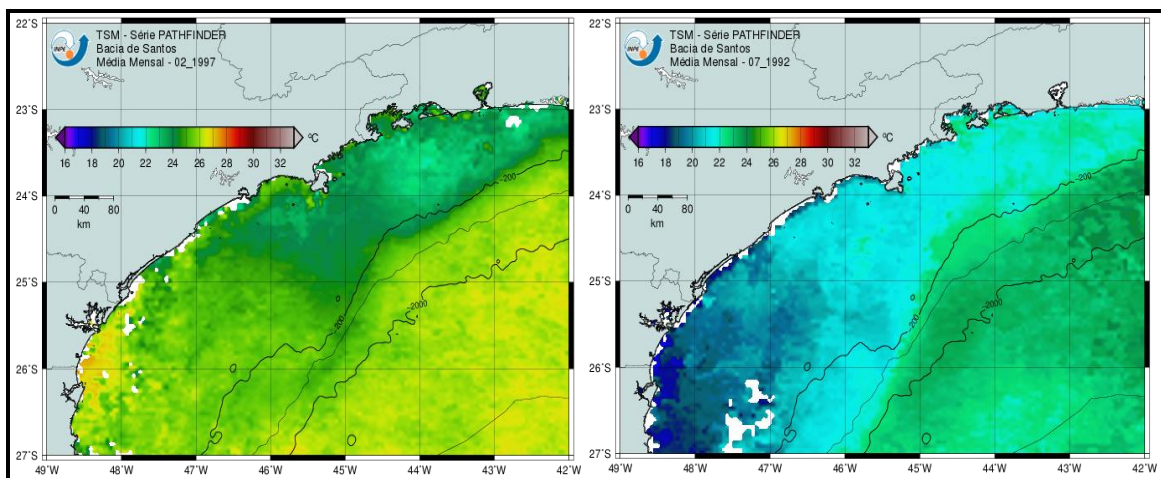 22°S
23°S
24°S
25°S
26°S
27°S
TSM - Série PATHFINDER
Bacia de Santos
Média Mensal - 02_1997
INPE
°C
16 18 20 22 24 26 28 30 32
0 40 80
km
-200
-2000
-200
49°W 48°W 47°W 46°W 45°W 44°W 43°W 42°W
22°S
23°S
24°S
25°S
26°S
27°S
TSM - Série PATHFINDER
Bacia de Santos
Média Mensal - 07_1992
INPE
°C
16 18 20 22 24 26 28 30 32
0 40 80
km
-200
-2000
-200
49°W 48°W 47°W 46°W 45°W 44°W 43°W 42°W